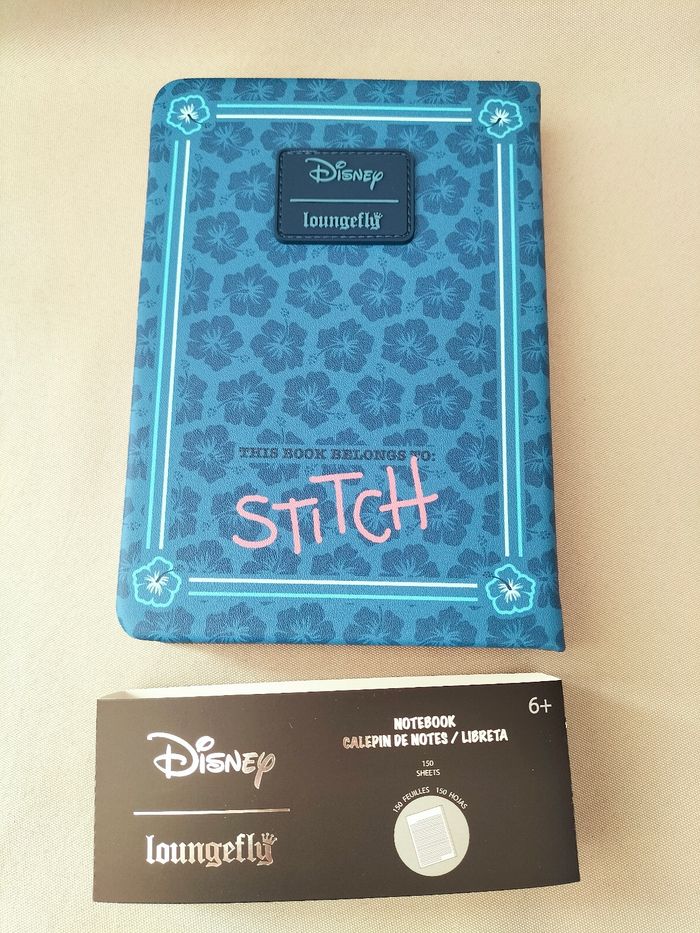 Disney
loungefly
THIS BOOK BELONGS TO:
STiTCH
6+
NOTEBOOK
CALEPIN DE NOTES / LIBRETA
Disney
loungefly
150
SHEETS
150 FEUILLES 150 HOJAS